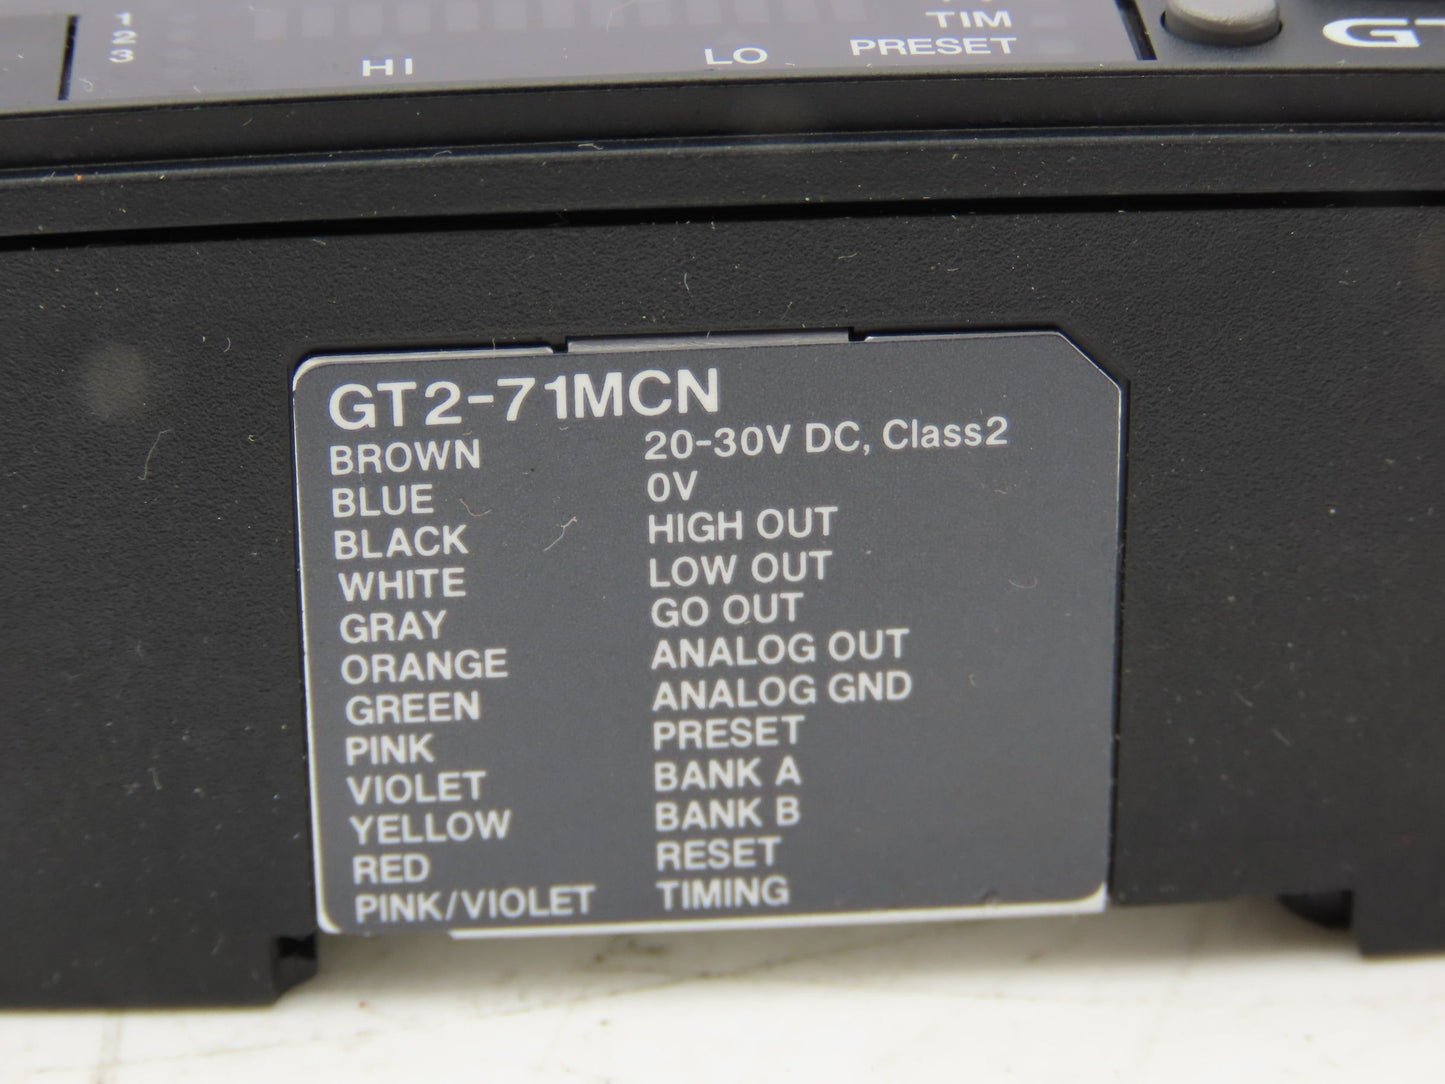 1
2
3
HI
LO
TIM
PRESET
GT
GT2-71MCN
BROWN 20-30V DC, Class2
BLUE 0V
BLACK HIGH OUT
WHITE LOW OUT
GRAY GO OUT
ORANGE ANALOG OUT
GREEN ANALOG GND
PINK PRESET
VIOLET BANK A
YELLOW BANK B
RED RESET
PINK/VIOLET TIMING